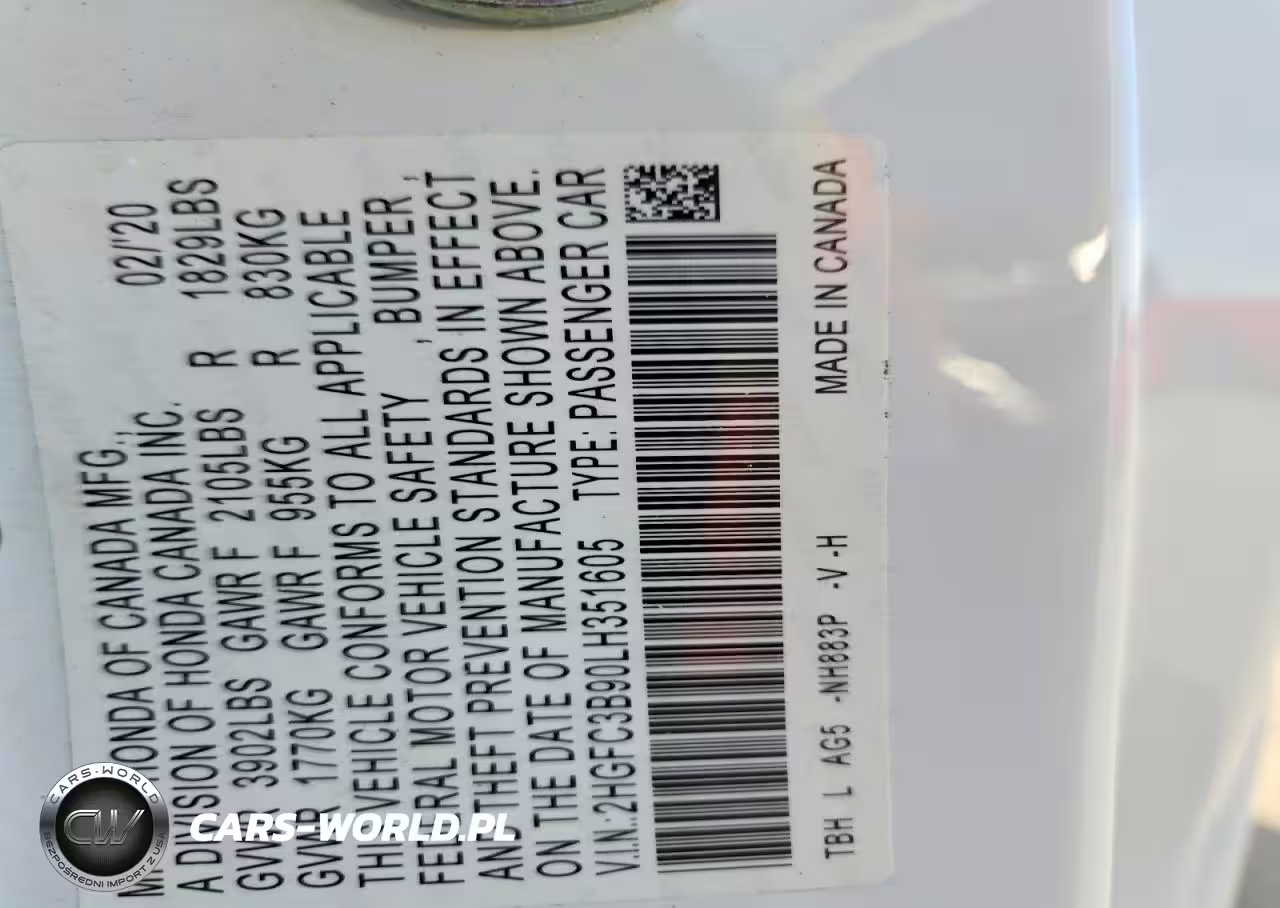 HONDA OF CANADA MFG., 02/'20
A DIVISION OF HONDA CANADA INC.
GVWR 3902LBS GAWR F 2105LBS R 1829LBS
GVWR 1770KG GAWR F 955KG R 830KG
THIS VEHICLE CONFORMS TO ALL APPLICABLE
FEDERAL MOTOR VEHICLE SAFETY , BUMPER ,
AND THEFT PREVENTION STANDARDS IN EFFECT
ON THE DATE OF MANUFACTURE SHOWN ABOVE.
V.I.N.:2HGFC3B90LH351605 TYPE: PASSENGER CAR
TBH L AG5 -NH883P -V -H MADE IN CANADA
CARS-WORLD
CW
BEZPOŚREDNI IMPORT Z USA
CARS-WORLD.PL